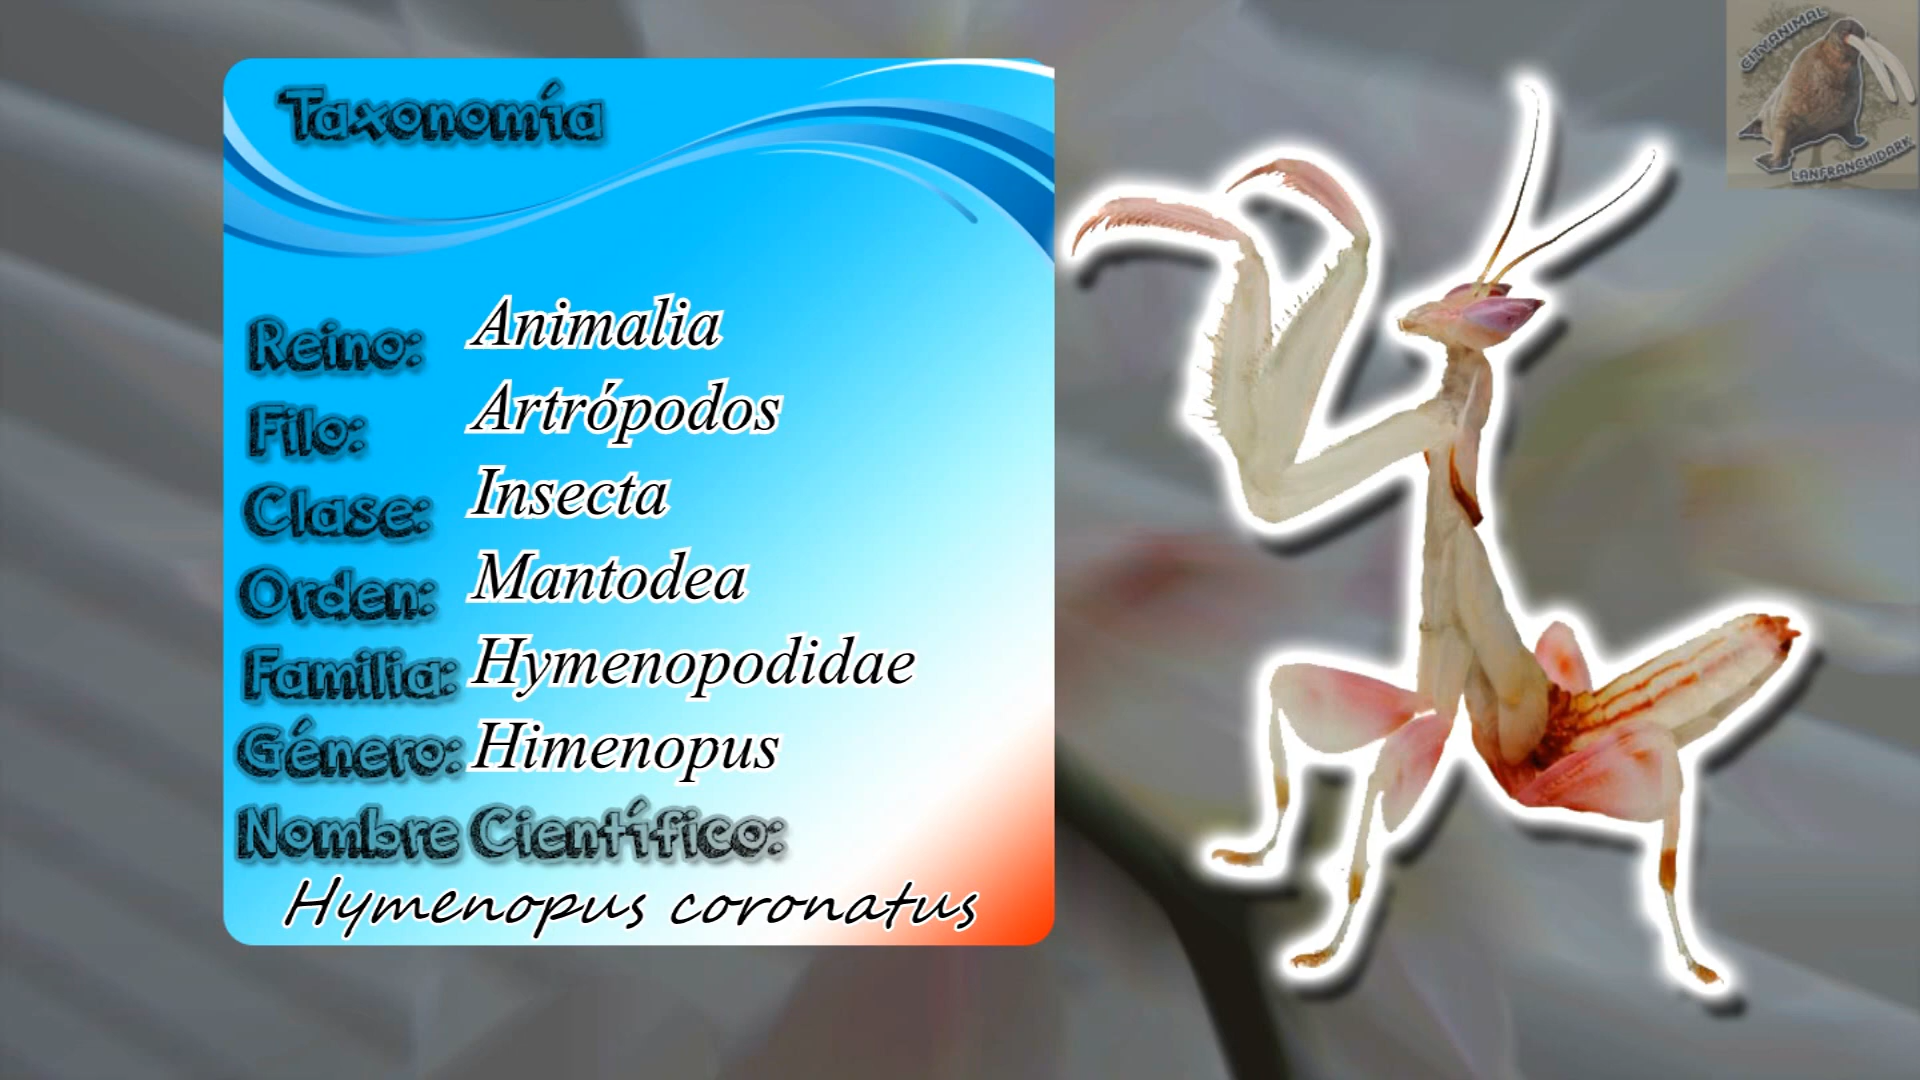 Taxonomía
Reino: Animalia
Filo: Artrópodos
Clase: Insecta
Orden: Mantodea
Familia: Hymenopodidae
Género: Himenopus
Nombre Científico:
Hymenopus coronatus
CITYANIMAL
LANFRANCHIDARK